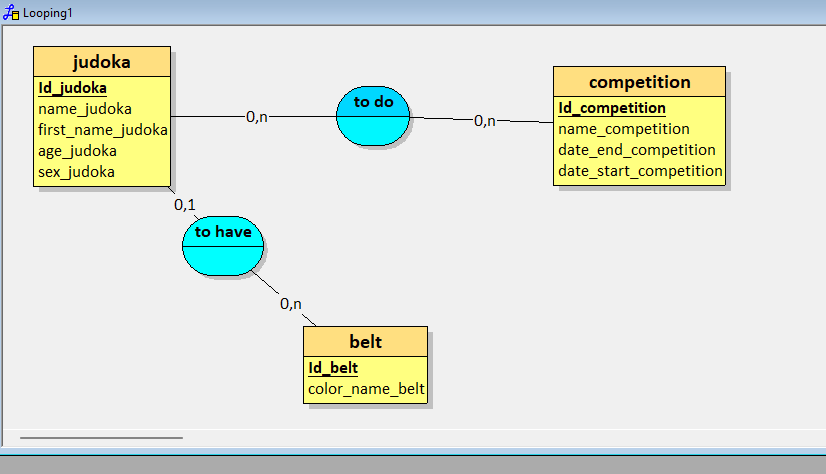 Looping1
judoka
Id_judoka
name_judoka
first_name_judoka
age_judoka
sex_judoka
0,n
to do
0,n
competition
Id_competition
name_competition
date_end_competition
date_start_competition
0,1
to have
0,n
belt
Id_belt
color_name_belt